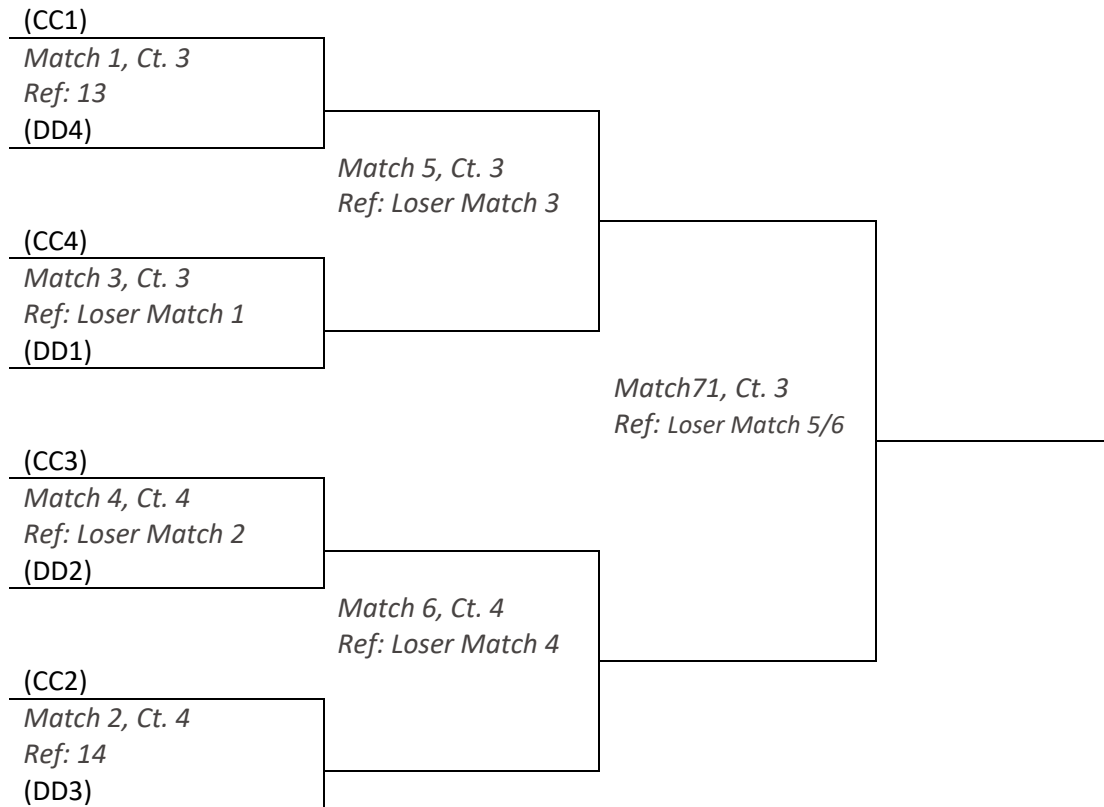 (CC1)
Match 1, Ct. 3
Ref: 13
(DD4)
Match 5, Ct. 3
Ref: Loser Match 3
(CC4)
Match 3, Ct. 3
Ref: Loser Match 1
(DD1)
Match71, Ct. 3
Ref: Loser Match 5/6
(CC3)
Match 4, Ct. 4
Ref: Loser Match 2
(DD2)
Match 6, Ct. 4
Ref: Loser Match 4
(CC2)
Match 2, Ct. 4
Ref: 14
(DD3)